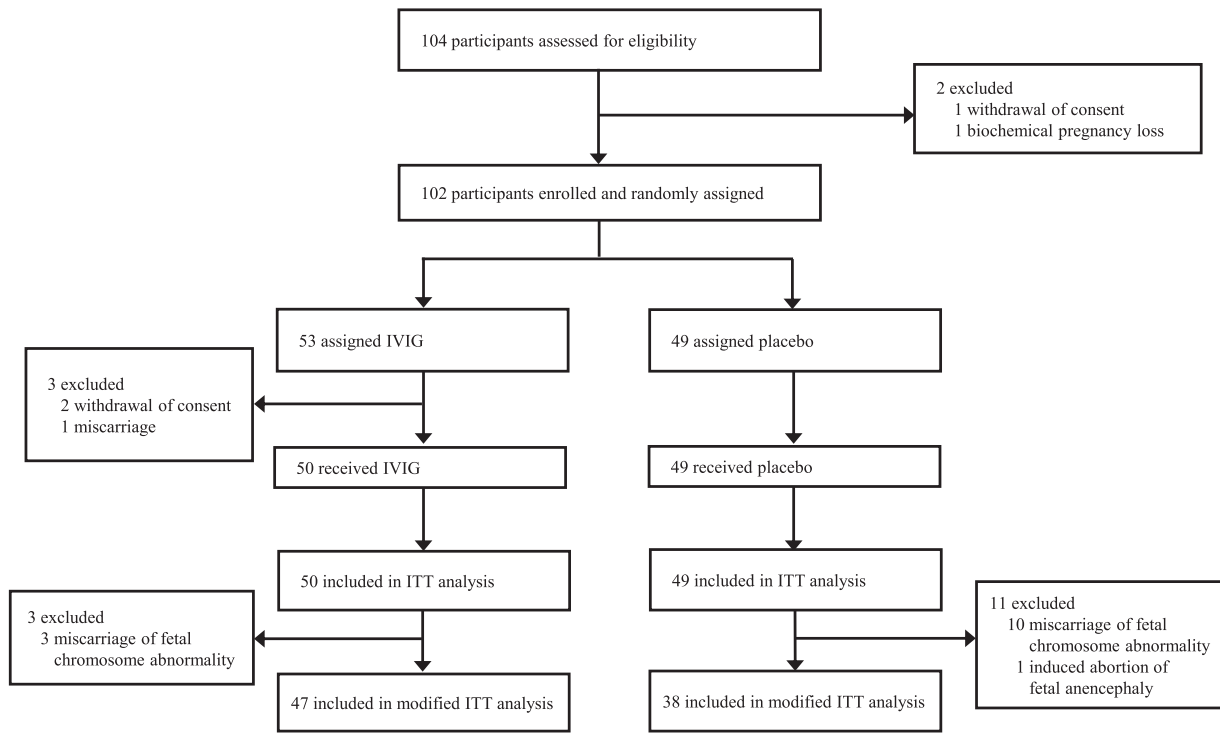 104 participants assessed for eligibility
2 excluded
1 withdrawal of consent
1 biochemical pregnancy loss
102 participants enrolled and randomly assigned
53 assigned IVIG
49 assigned placebo
3 excluded
2 withdrawal of consent
1 miscarriage
50 received IVIG
49 received placebo
50 included in ITT analysis
49 included in ITT analysis
3 excluded
3 miscarriage of fetal
chromosome abnormality
11 excluded
10 miscarriage of fetal
chromosome abnormality
1 induced abortion of
fetal anencephaly
47 included in modified ITT analysis
38 included in modified ITT analysis